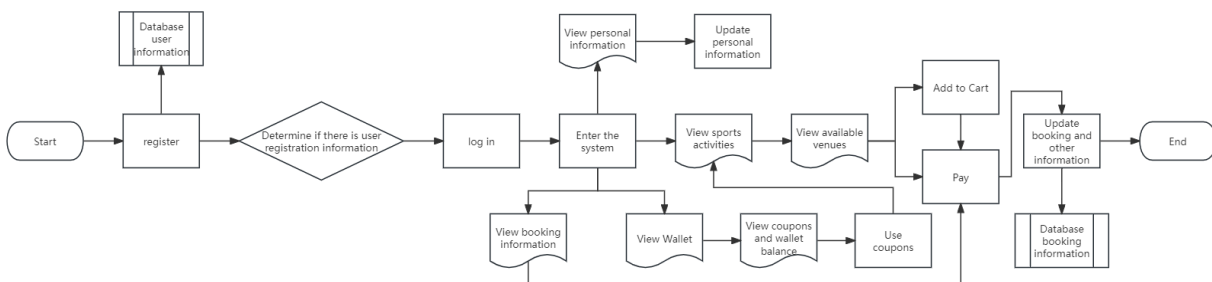 Database
user
information
View personal
information
Update
personal
information
Add to Cart
Start
register
Determine if there is user
registration information
log in
Enter the
system
View sports
activities
View available
venues
Update
booking and
other
information
End
Pay
View booking
information
View Wallet
View coupons
and wallet
balance
Use
coupons
Database
booking
information